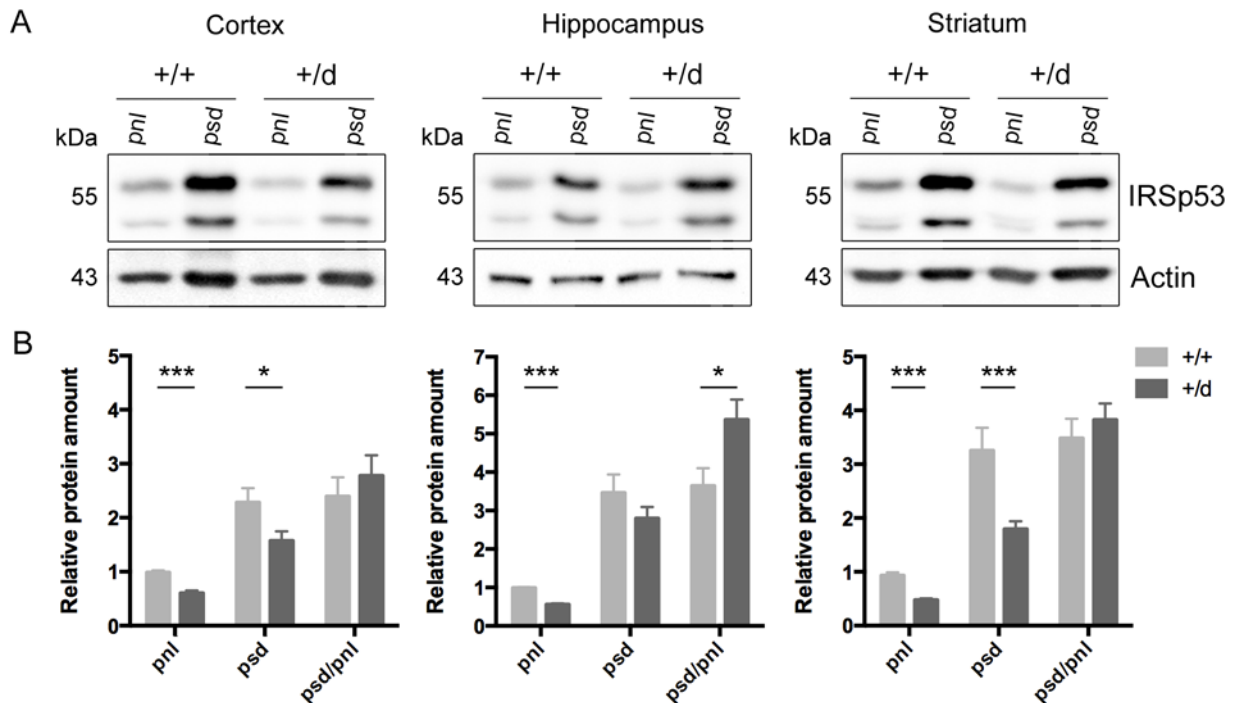 A
Cortex
Hippocampus
Striatum
+/+ +/d +/+ +/d +/+ +/d
kDa pnl psd pnl psd pnl psd pnl psd kDa pnl psd pnl psd kDa
55 55 55 IRSp53
43 43 43 Actin
B
Relative protein amount
5
4
3
2
1
0
*** *
pnl psd psd/pnl
Relative protein amount
7
6
5
4
3
2
1
0
*** *
pnl psd psd/pnl
Relative protein amount
5
4
3
2
1
0
*** ***
pnl psd psd/pnl
+/+
+/d